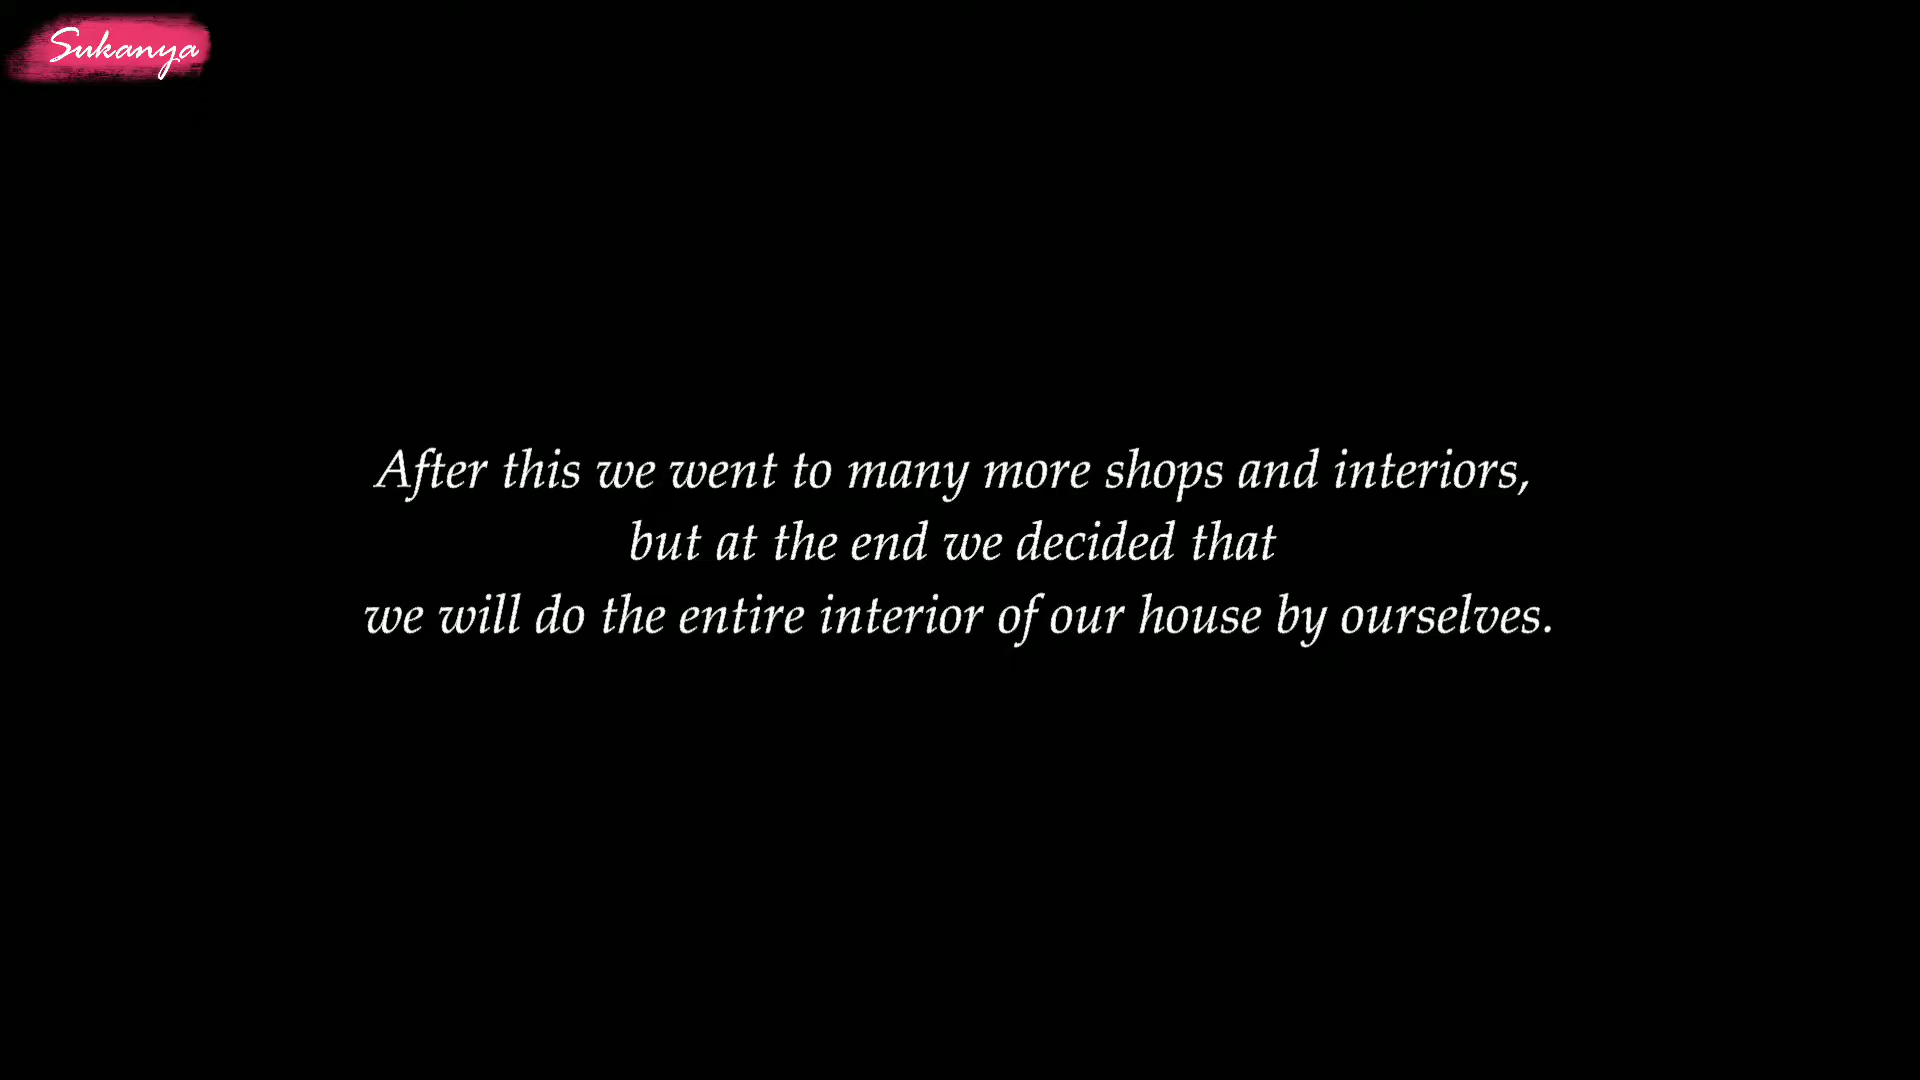 Sukanya
After this we went to many more shops and interiors,
but at the end we decided that
we will do the entire interior of our house by ourselves.